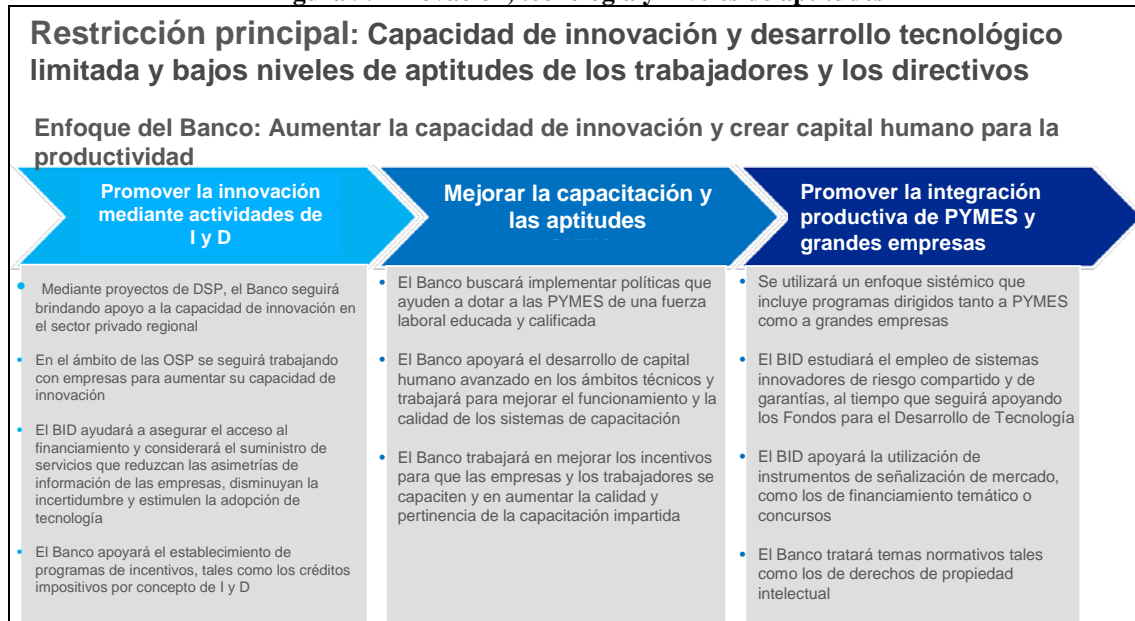 Restricción principal: Capacidad de innovación y desarrollo tecnológico
limitada y bajos niveles de aptitudes de los trabajadores y los directivos
Enfoque del Banco: Aumentar la capacidad de innovación y crear capital humano para la
productividad
Promover la innovación
mediante actividades de
I y D
Mejorar la capacitación y
las aptitudes
Promover la integración
productiva de PYMES y
grandes empresas
• Mediante proyectos de DSP, el Banco seguirá
brindando apoyo a la capacidad de innovación en
el sector privado regional
• En el ámbito de las OSP se seguirá trabajando
con empresas para aumentar su capacidad de
innovación
• El BID ayudará a asegurar el acceso al
financiamiento y considerará el suministro de
servicios que reduzcan las asimetrías de
información de las empresas, disminuyan la
incertidumbre y estimulen la adopción de
tecnología
• El Banco apoyará el establecimiento de
programas de incentivos, tales como los créditos
impositivos por concepto de I y D
• El Banco buscará implementar políticas que
ayuden a dotar a las PYMES de una fuerza
laboral educada y calificada
• El Banco apoyará el desarrollo de capital
humano avanzado en los ámbitos técnicos y
trabajará para mejorar el funcionamiento y la
calidad de los sistemas de capacitación
• El Banco trabajará en mejorar los incentivos
para que las empresas y los trabajadores se
capaciten y en aumentar la calidad y
pertinencia de la capacitación impartida
• Se utilizará un enfoque sistémico que
incluye programas dirigidos tanto a PYMES
como a grandes empresas
• El BID estudiará el empleo de sistemas
innovadores de riesgo compartido y de
garantías, al tiempo que seguirá apoyando
los Fondos para el Desarrollo de Tecnología
• El BID apoyará la utilización de
instrumentos de señalización de mercado,
como los de financiamiento temático o
concursos
• El Banco tratará temas normativos tales
como los de derechos de propiedad
intelectual